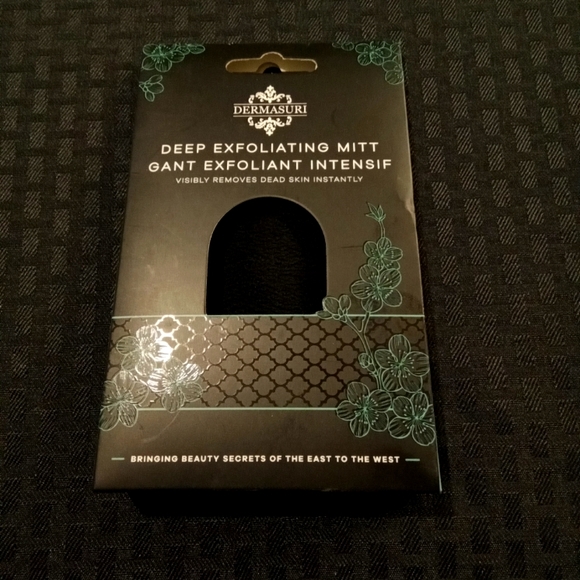 DERMASURI
DEEP EXFOLIATING MITT
GANT EXFOLIANT INTENSIF
VISIBLY REMOVES DEAD SKIN INSTANTLY
BRINGING BEAUTY SECRETS OF THE EAST TO THE WEST